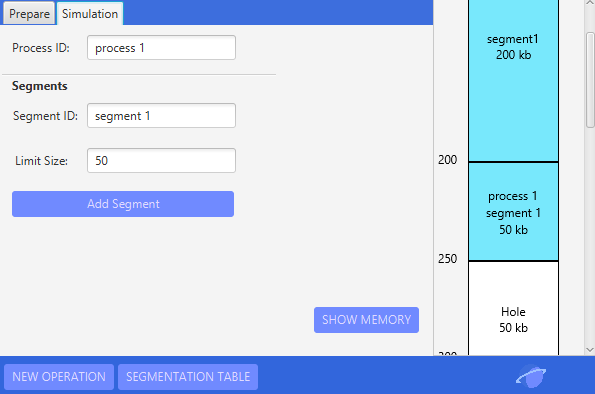 Prepare
Simulation
Process ID:
process 1
Segments
Segment ID:
segment 1
Limit Size:
50
Add Segment
SHOW MEMORY
NEW OPERATION
SEGMENTATION TABLE
segment1
200 kb
200
process 1
segment 1
50 kb
250
Hole
50 kb
300